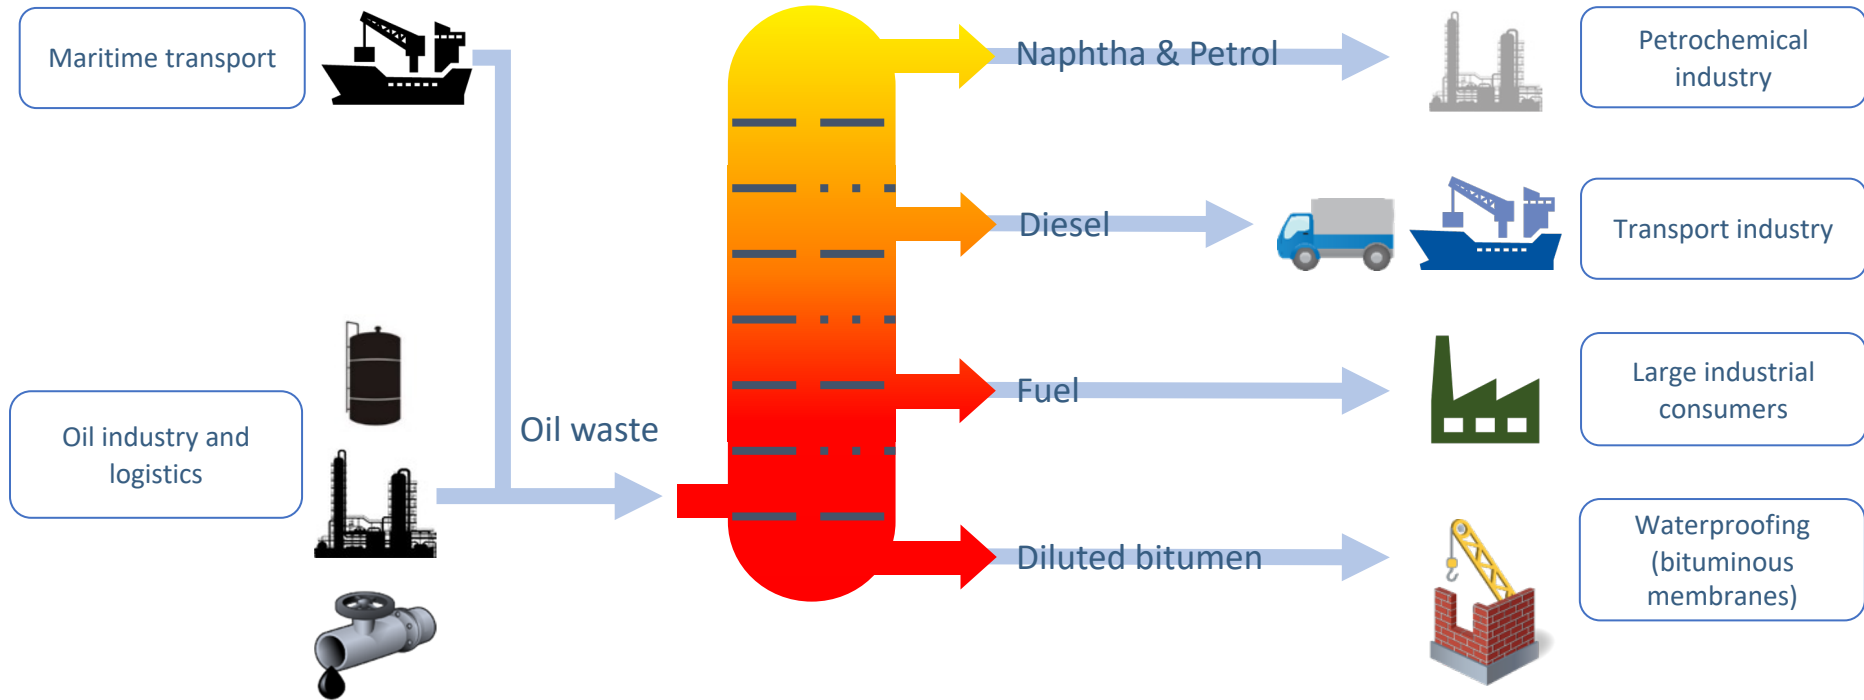 Maritime transport
Oil industry and
logistics
Oil waste
Naphtha & Petrol
Petrochemical
industry
Diesel
Transport industry
Fuel
Large industrial
consumers
Diluted bitumen
Waterproofing
(bituminous
membranes)